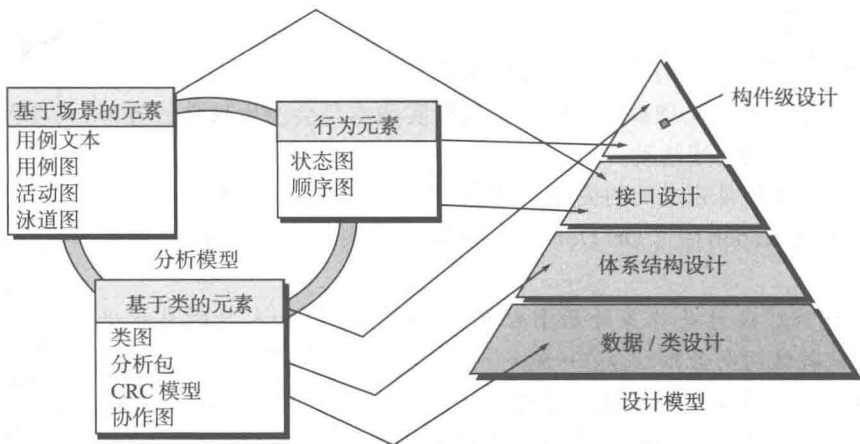 基于场景的元素
用例文本
用例图
活动图
泳道图
行为元素
状态图
顺序图
分析模型
基于类的元素
类图
分析包
CRC 模型
协作图
构件级设计
接口设计
体系结构设计
数据 / 类设计
设计模型